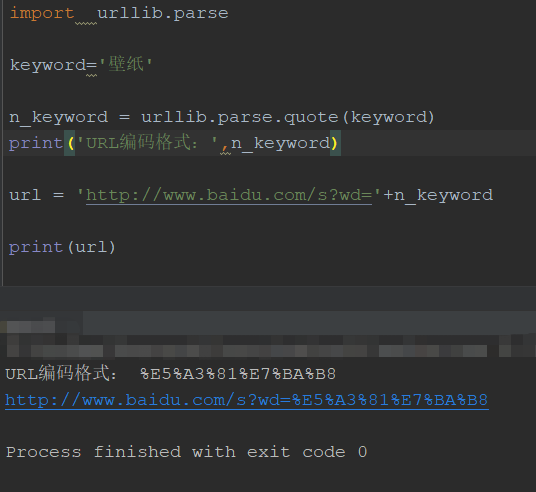 import  urllib.parse
keyword='壁纸'
n_keyword = urllib.parse.quote(keyword)
print('URL编码格式：',n_keyword)
url = 'http://www.baidu.com/s?wd='+n_keyword
print(url)
URL编码格式： %E5%A3%81%E7%BA%B8
http://www.baidu.com/s?wd=%E5%A3%81%E7%BA%B8
Process finished with exit code 0